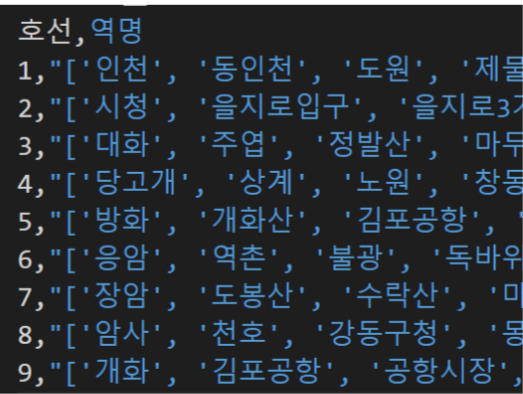 호선,역명
1,"['인천', '동인천', '도원', '제물
2,"['시청', '을지로입구', '을지로3
3,"['대화', '주엽', '정발산', '마두
4,"['당고개', '상계', '노원', '창동
5,"['방화', '개화산', '김포공항', '
6,"['응암', '역촌', '불광', '독바위
7,"['장암', '도봉산', '수락산', '마
8,"['암사', '천호', '강동구청', '몽
9,"['개화', '김포공항', '공항시장',